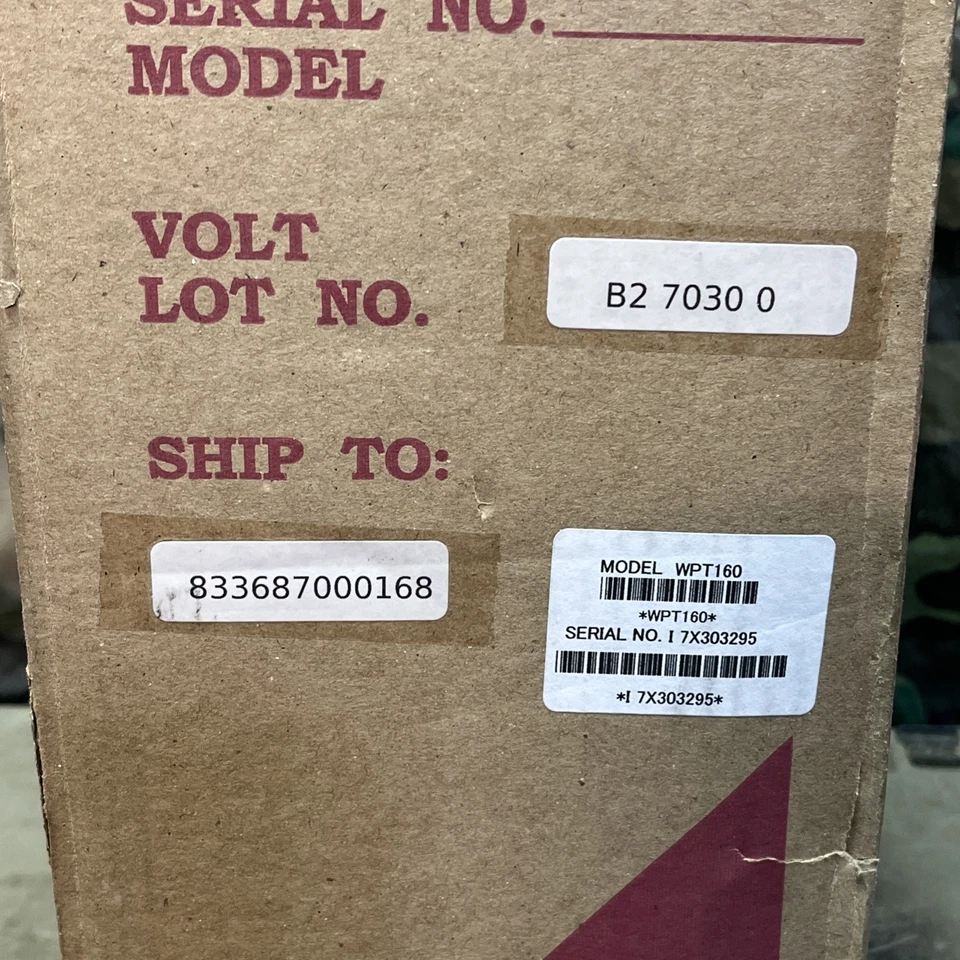 SERIAL NO.
MODEL
VOLT
LOT NO.
B2 7030 0
SHIP TO:
833687000168
MODEL WPT160
*WPT160*
SERIAL NO. I 7X303295
*I 7X303295*